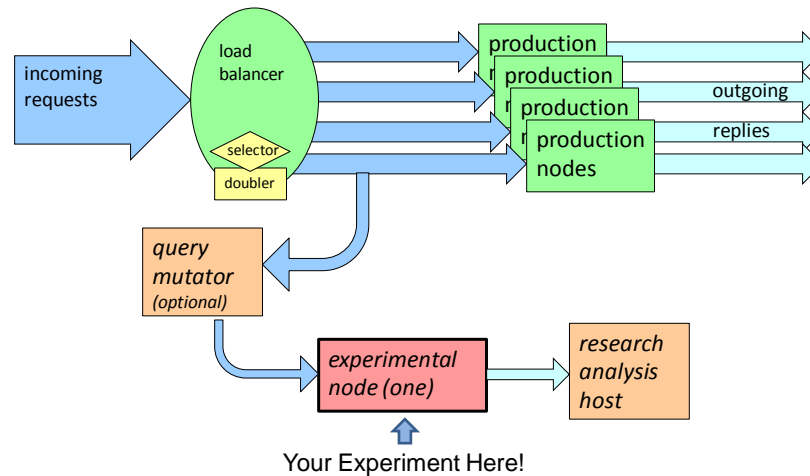 incoming
requests
load
balancer
selector
doubler
production
production
production
production
nodes
outgoing
replies
query
mutator
(optional)
experimental
node (one)
research
analysis
host
Your Experiment Here!